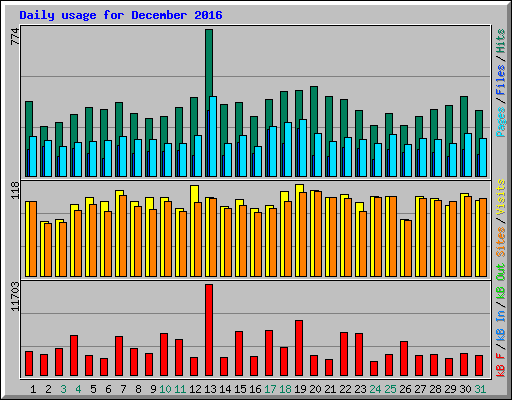 Daily usage for December 2016
774
Pages / Files / Hits
118
Sites / Visits
11703
kB F / kB In / kB Out
1 2 3 4 5 6 7 8 9 10 11 12 13 14 15 16 17 18 19 20 21 22 23 24 25 26 27 28 29 30 31